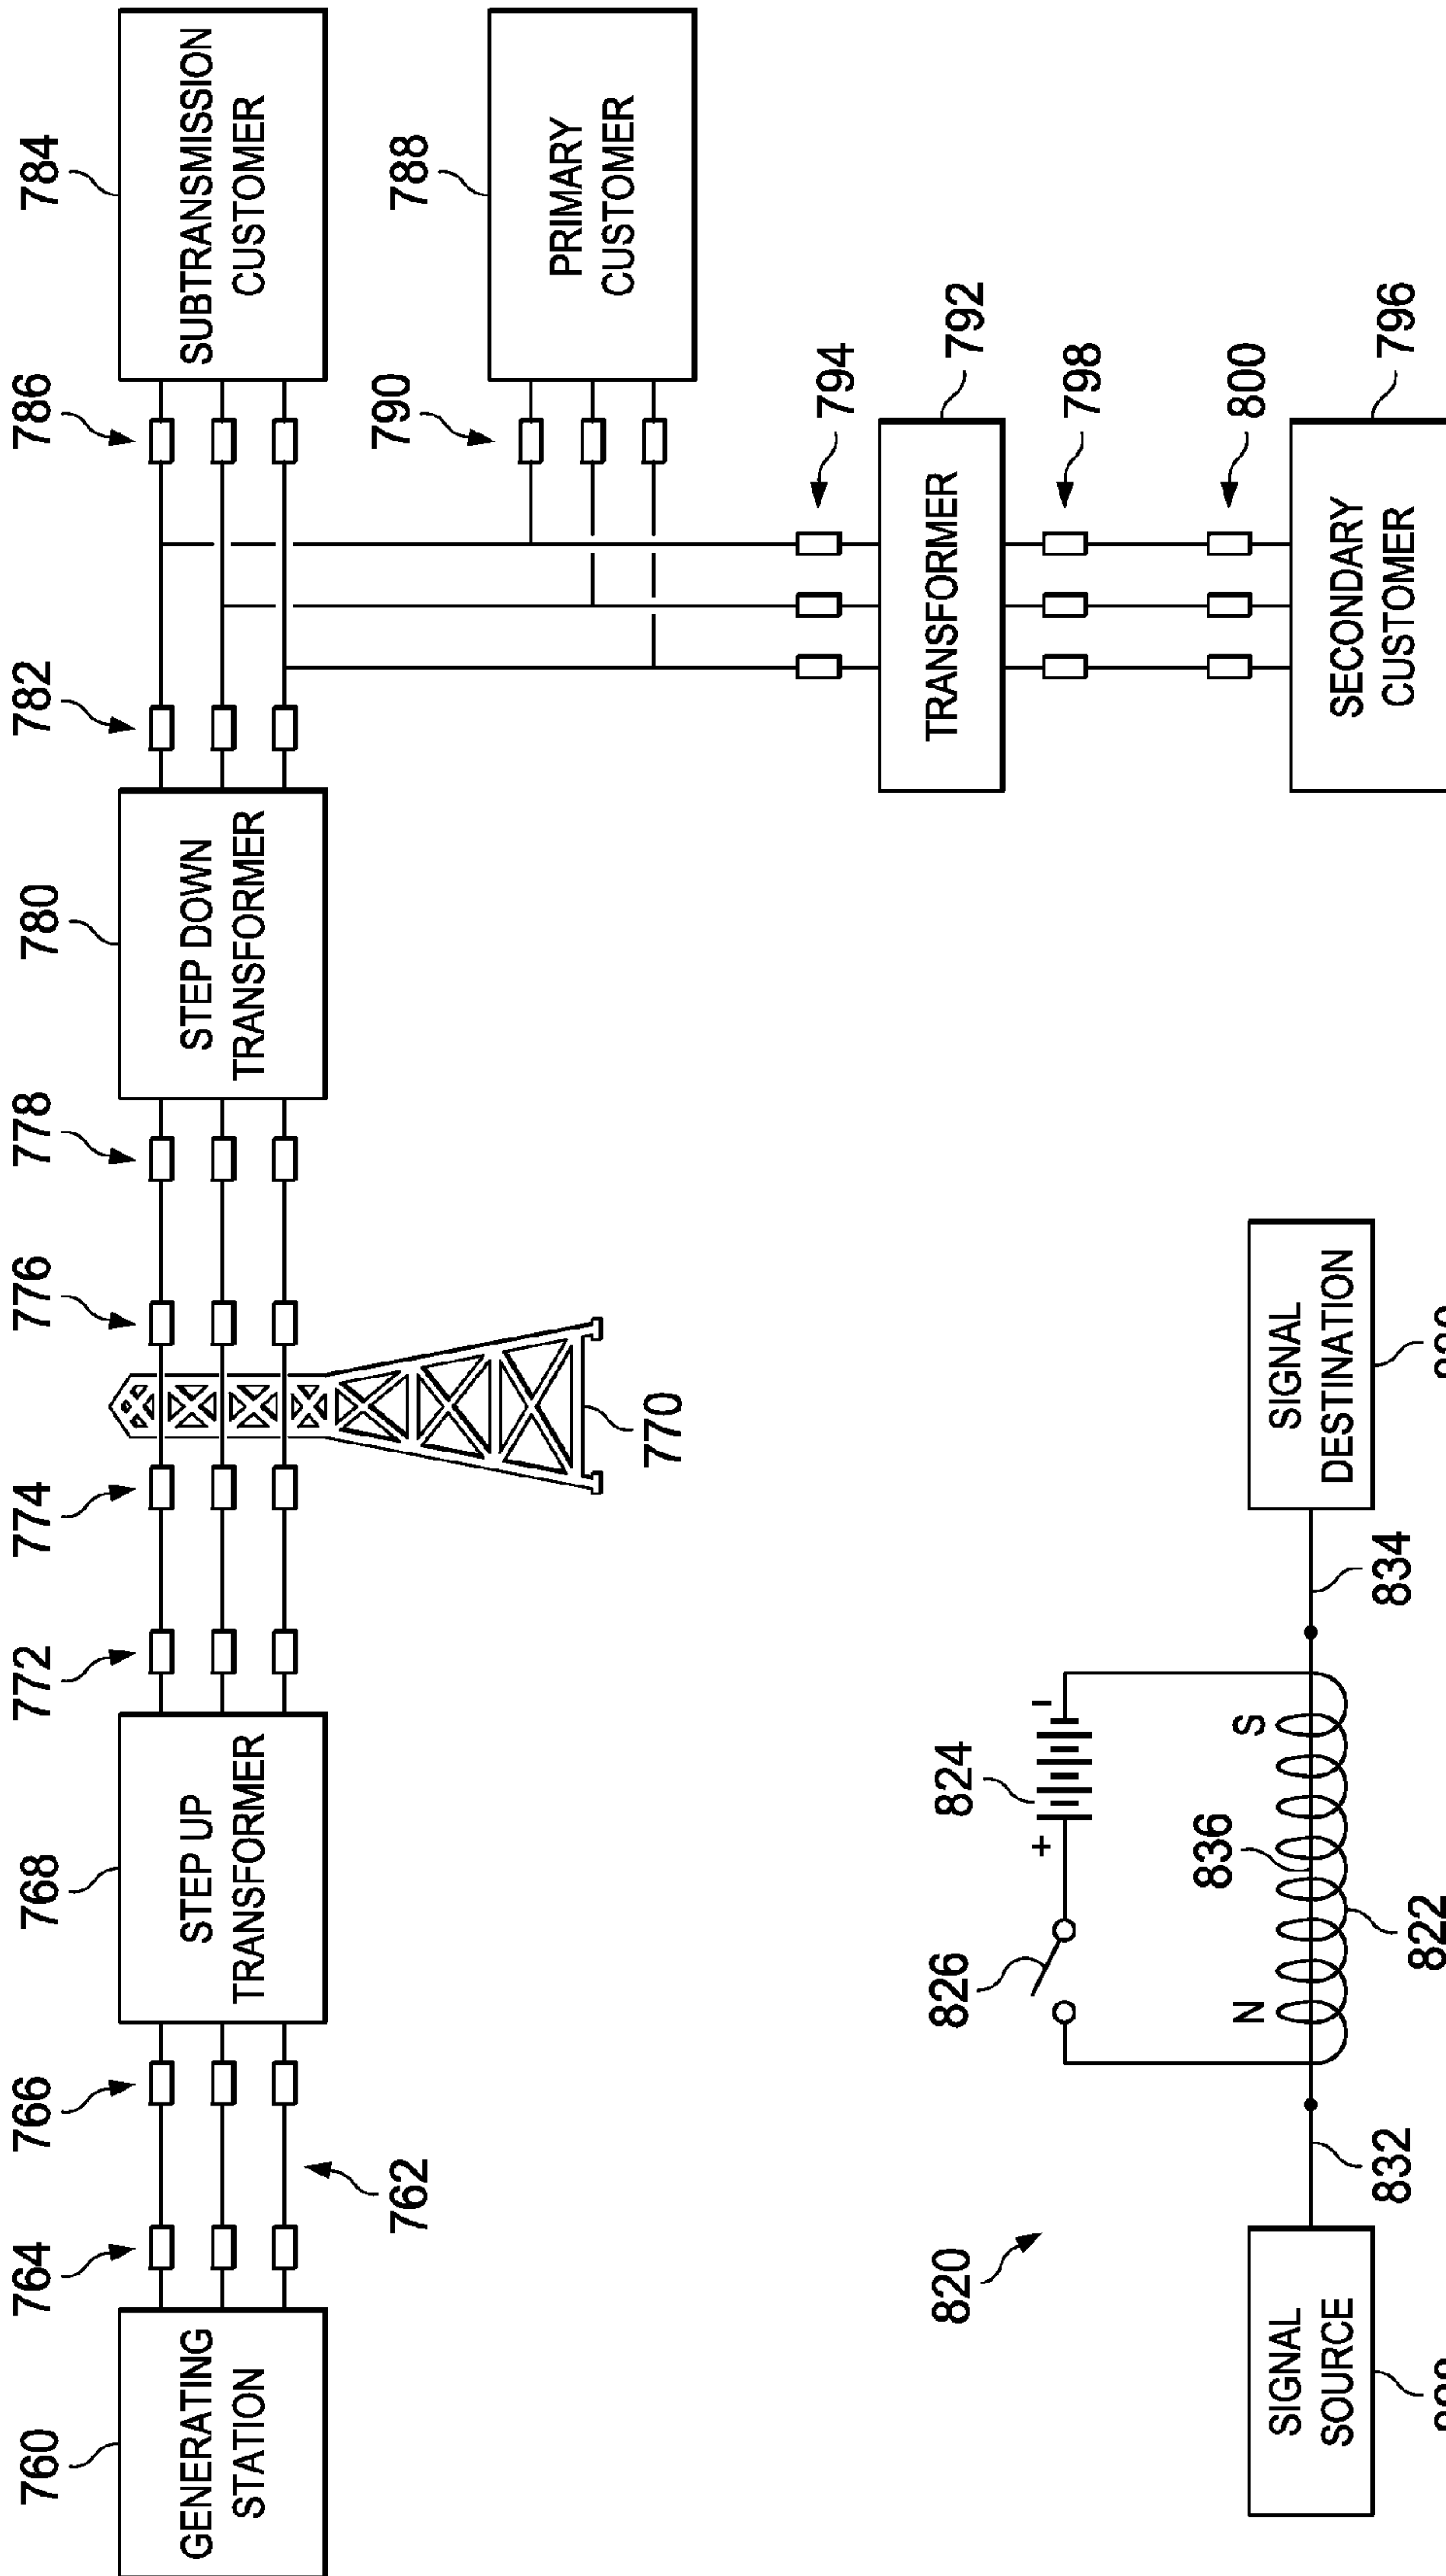 760
GENERATING
STATION
764
766
762
768
STEP UP
TRANSFORMER
772
774
770
776
778
780
STEP DOWN
TRANSFORMER
782
786
784
SUBTRANSMISSION
CUSTOMER
790
788
PRIMARY
CUSTOMER
794
792
TRANSFORMER
798
800
796
SECONDARY
CUSTOMER
820
826
+
824
-
SIGNAL
SOURCE
832
N
836
S
822
834
SIGNAL
DESTINATION